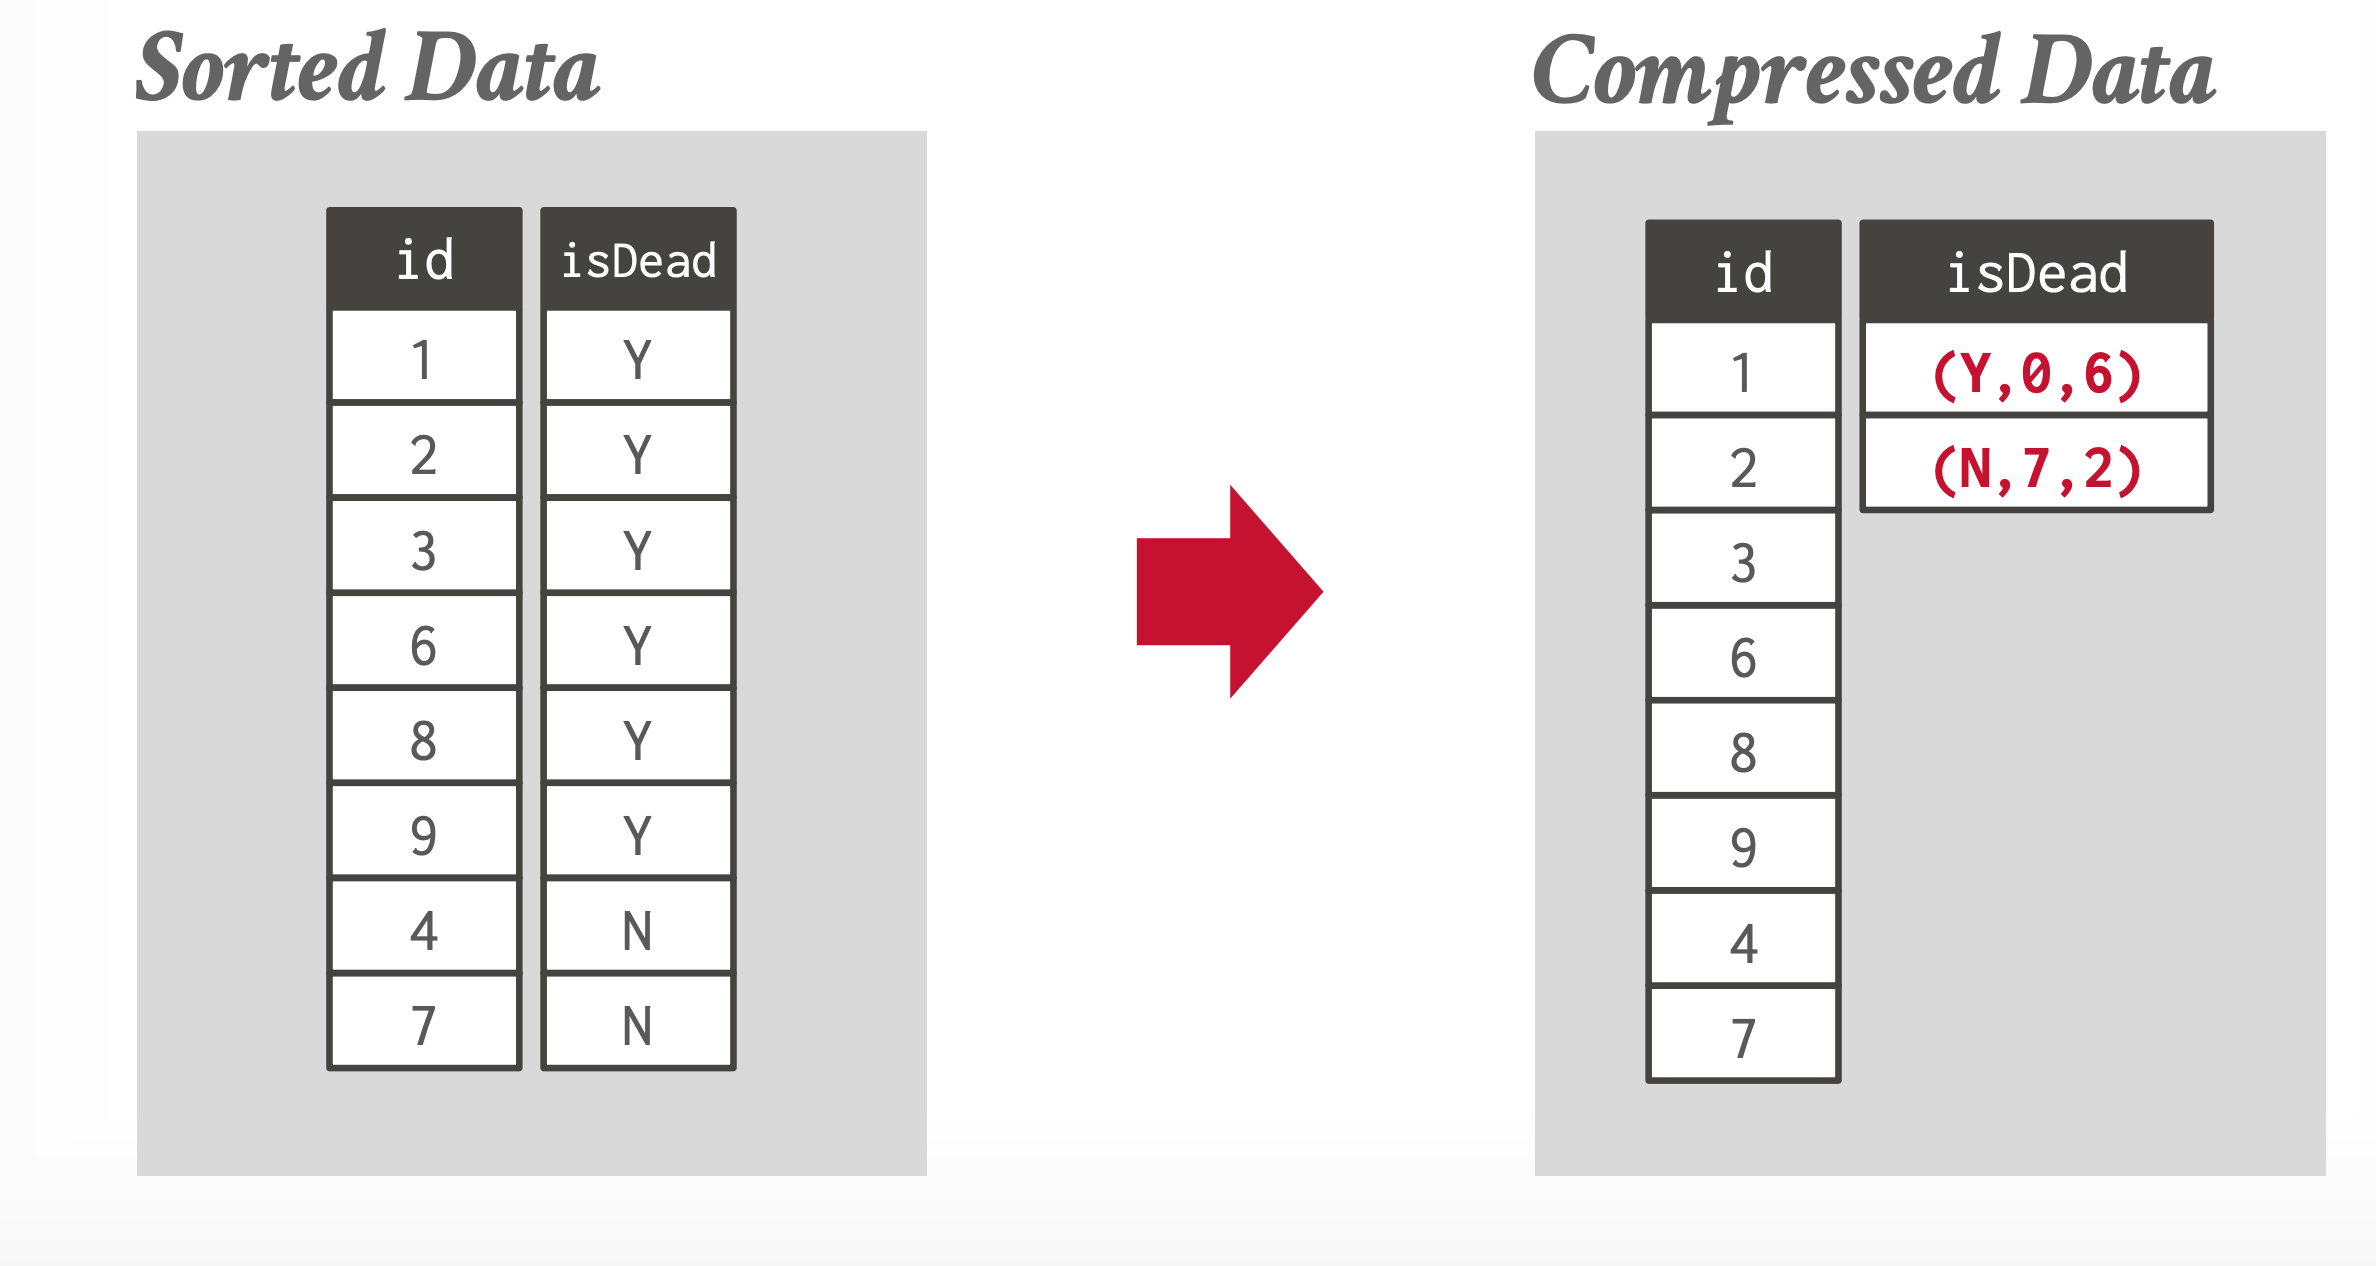 Sorted Data
id isDead
1 Y
2 Y
3 Y
6 Y
8 Y
9 Y
4 N
7 N
Compressed Data
id isDead
1 (Y,0,6)
2 (N,7,2)
3
6
8
9
4
7